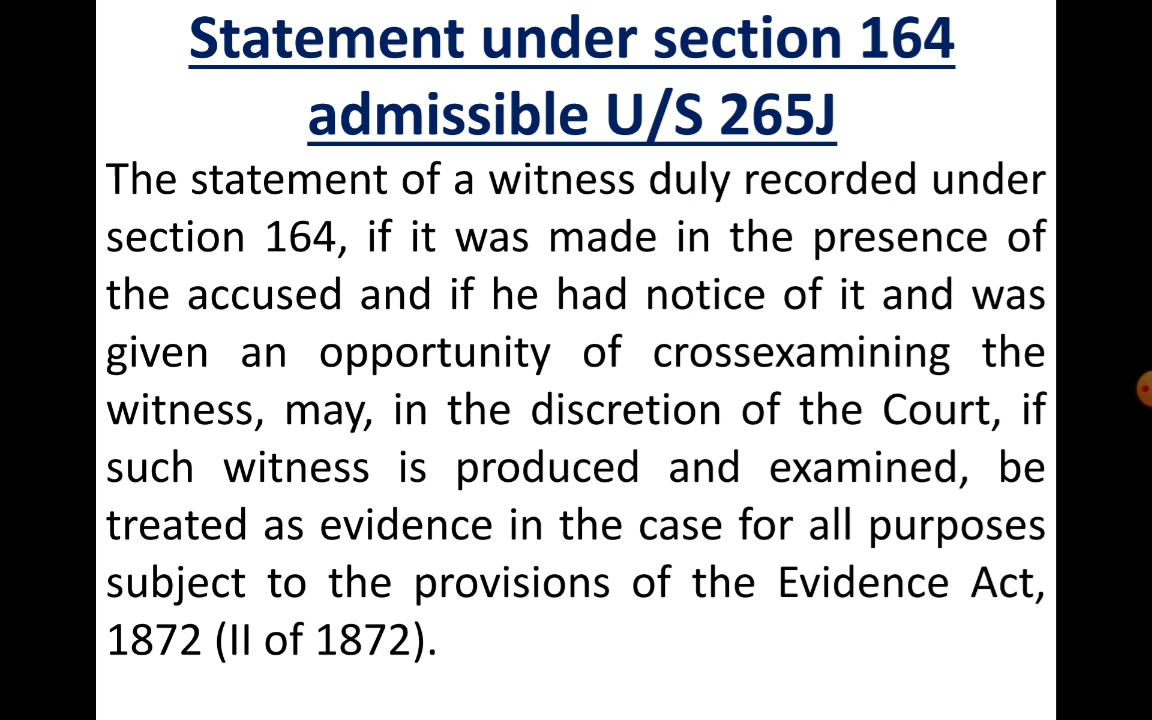 Statement under section 164
admissible U/S 265J
The statement of a witness duly recorded under
section 164, if it was made in the presence of
the accused and if he had notice of it and was
given an opportunity of crossexamining the
witness, may, in the discretion of the Court, if
such witness is produced and examined, be
treated as evidence in the case for all purposes
subject to the provisions of the Evidence Act,
1872 (II of 1872).